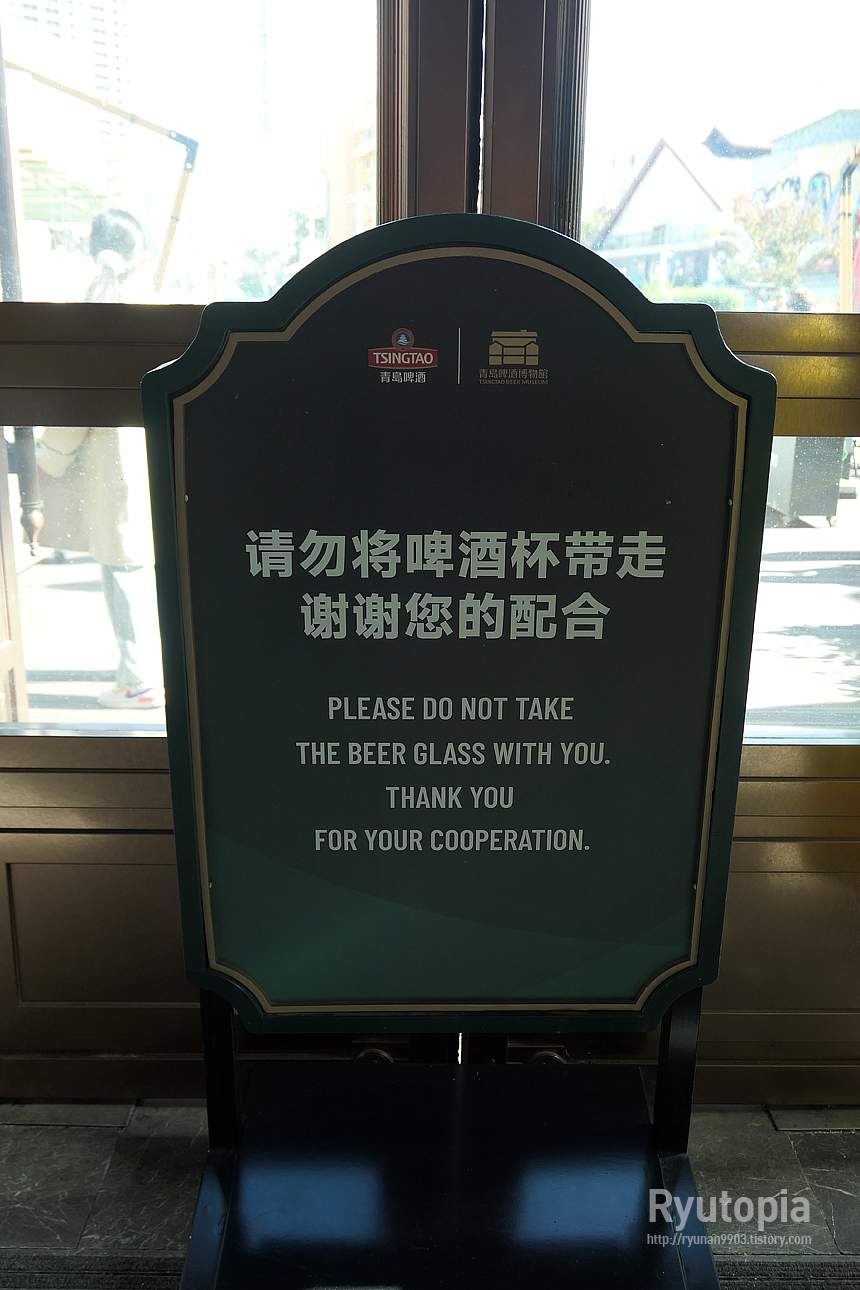 TSINGTAO
青島啤酒
青島啤酒博物館
TSINGTAO BEER MUSEUM
请勿将啤酒杯带走
谢谢您的配合
PLEASE DO NOT TAKE
THE BEER GLASS WITH YOU.
THANK YOU
FOR YOUR COOPERATION.
Ryutopia
http://ryunan9903.tistory.com